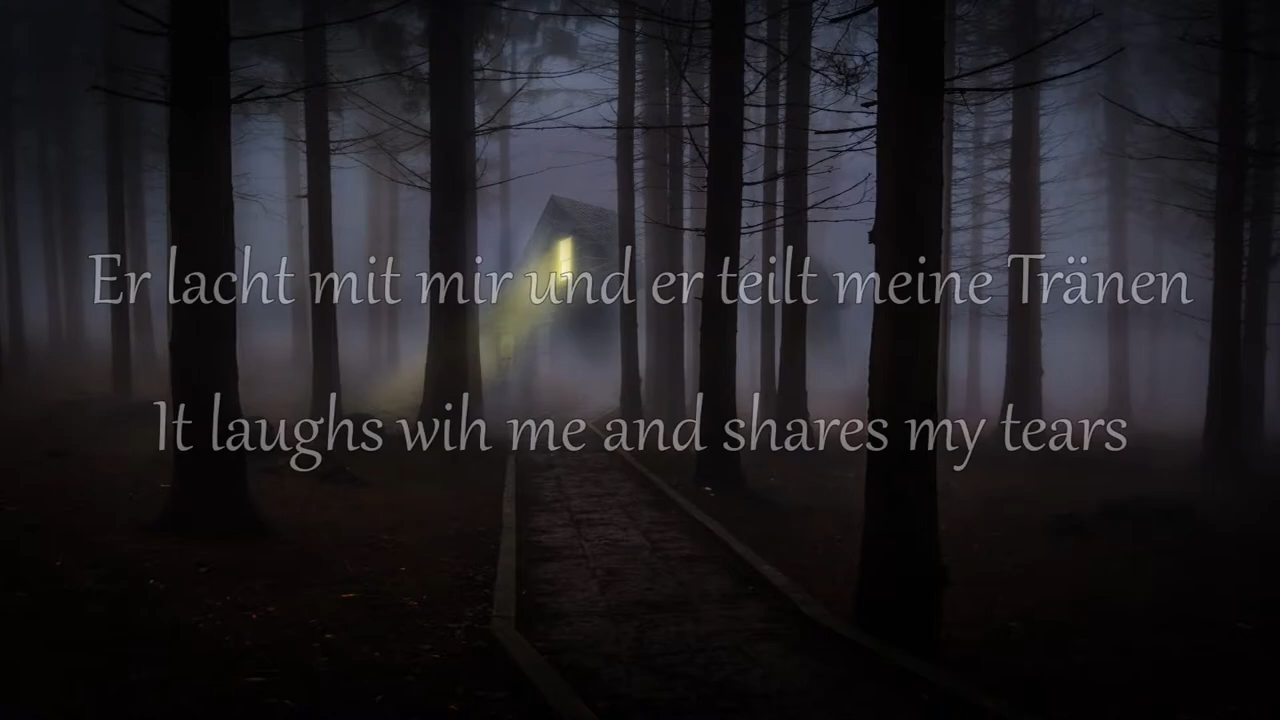 Er lacht mit mir und er teilt meine Tränen
It laughs wih me and shares my tears